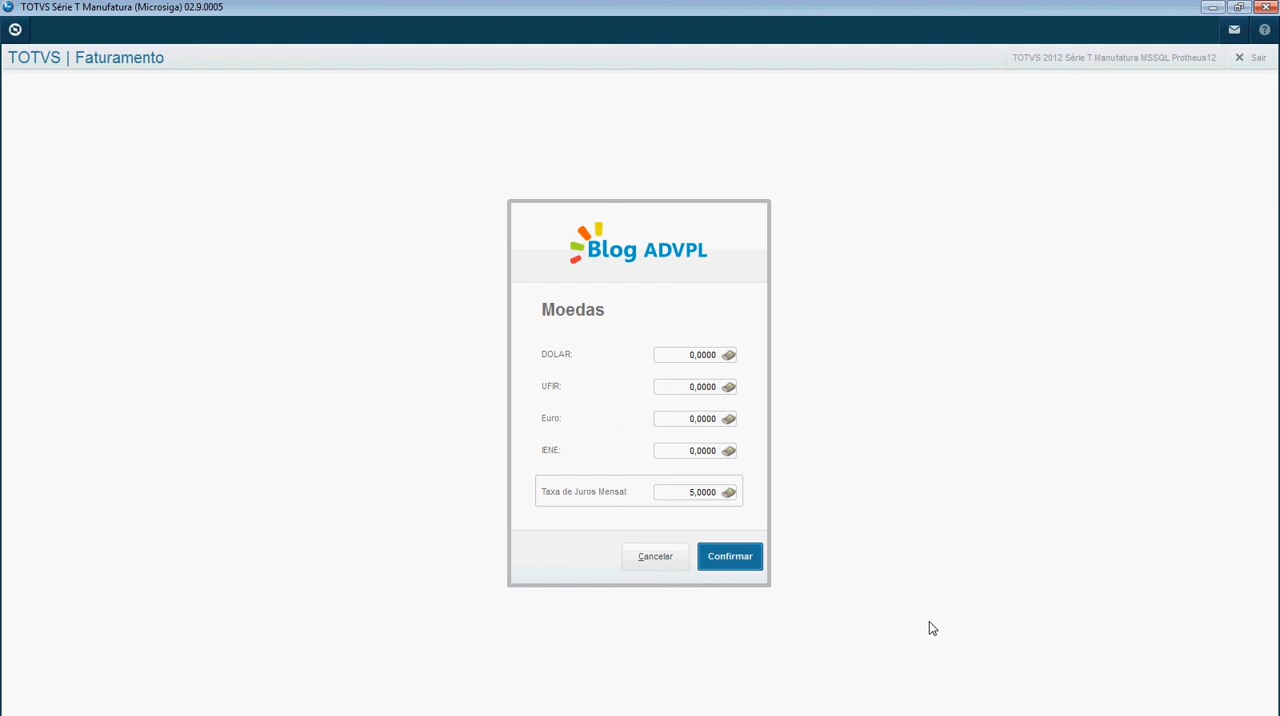 TOTVS Série T Manufatura (Microsiga) 02.9.0005
TOTVS | Faturamento
TOTVS 2012 Série T Manufatura MSSQL Protheus12
Sair
Blog ADVPL
Moedas
DOLAR: 0,0000
UFIR: 0,0000
Euro: 0,0000
IENE: 0,0000
Taxa de Juros Mensal: 5,0000
Cancelar
Confirmar